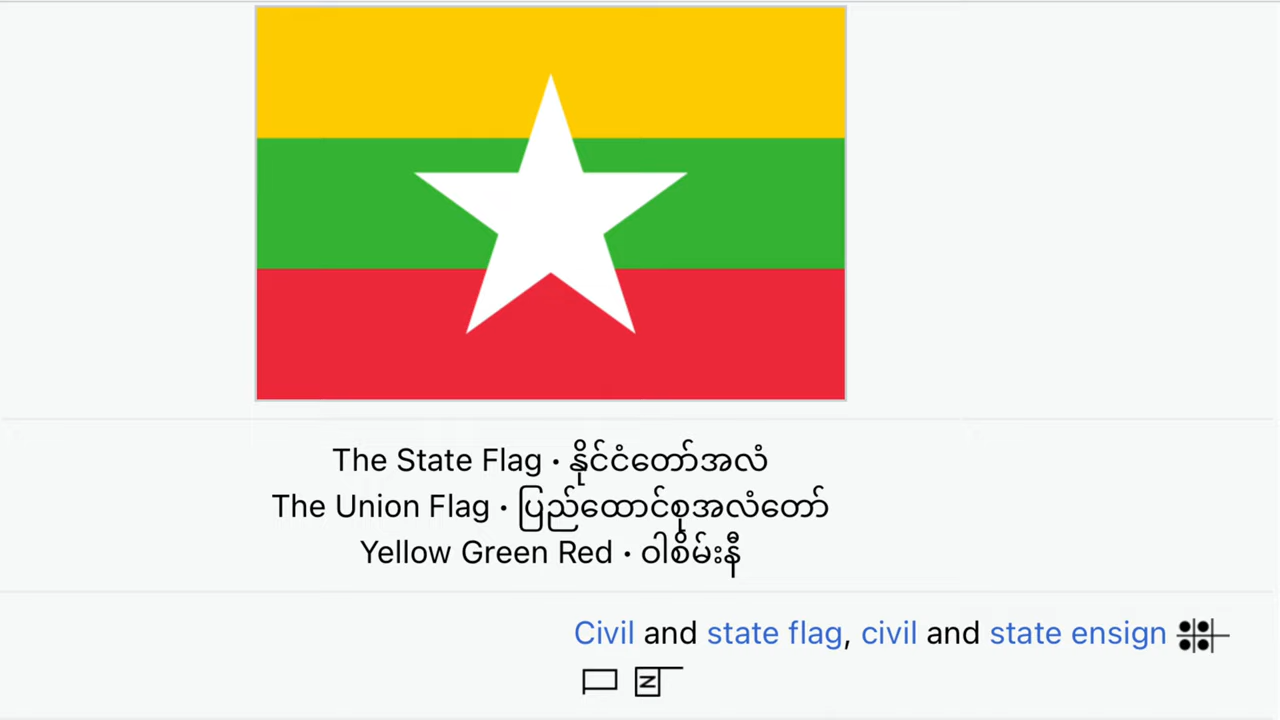 The State Flag · နိုင်ငံတော်အလံ
The Union Flag · ပြည်ထောင်စုအလံတော်
Yellow Green Red · ဝါစိမ်းနီ
Civil and state flag, civil and state ensign